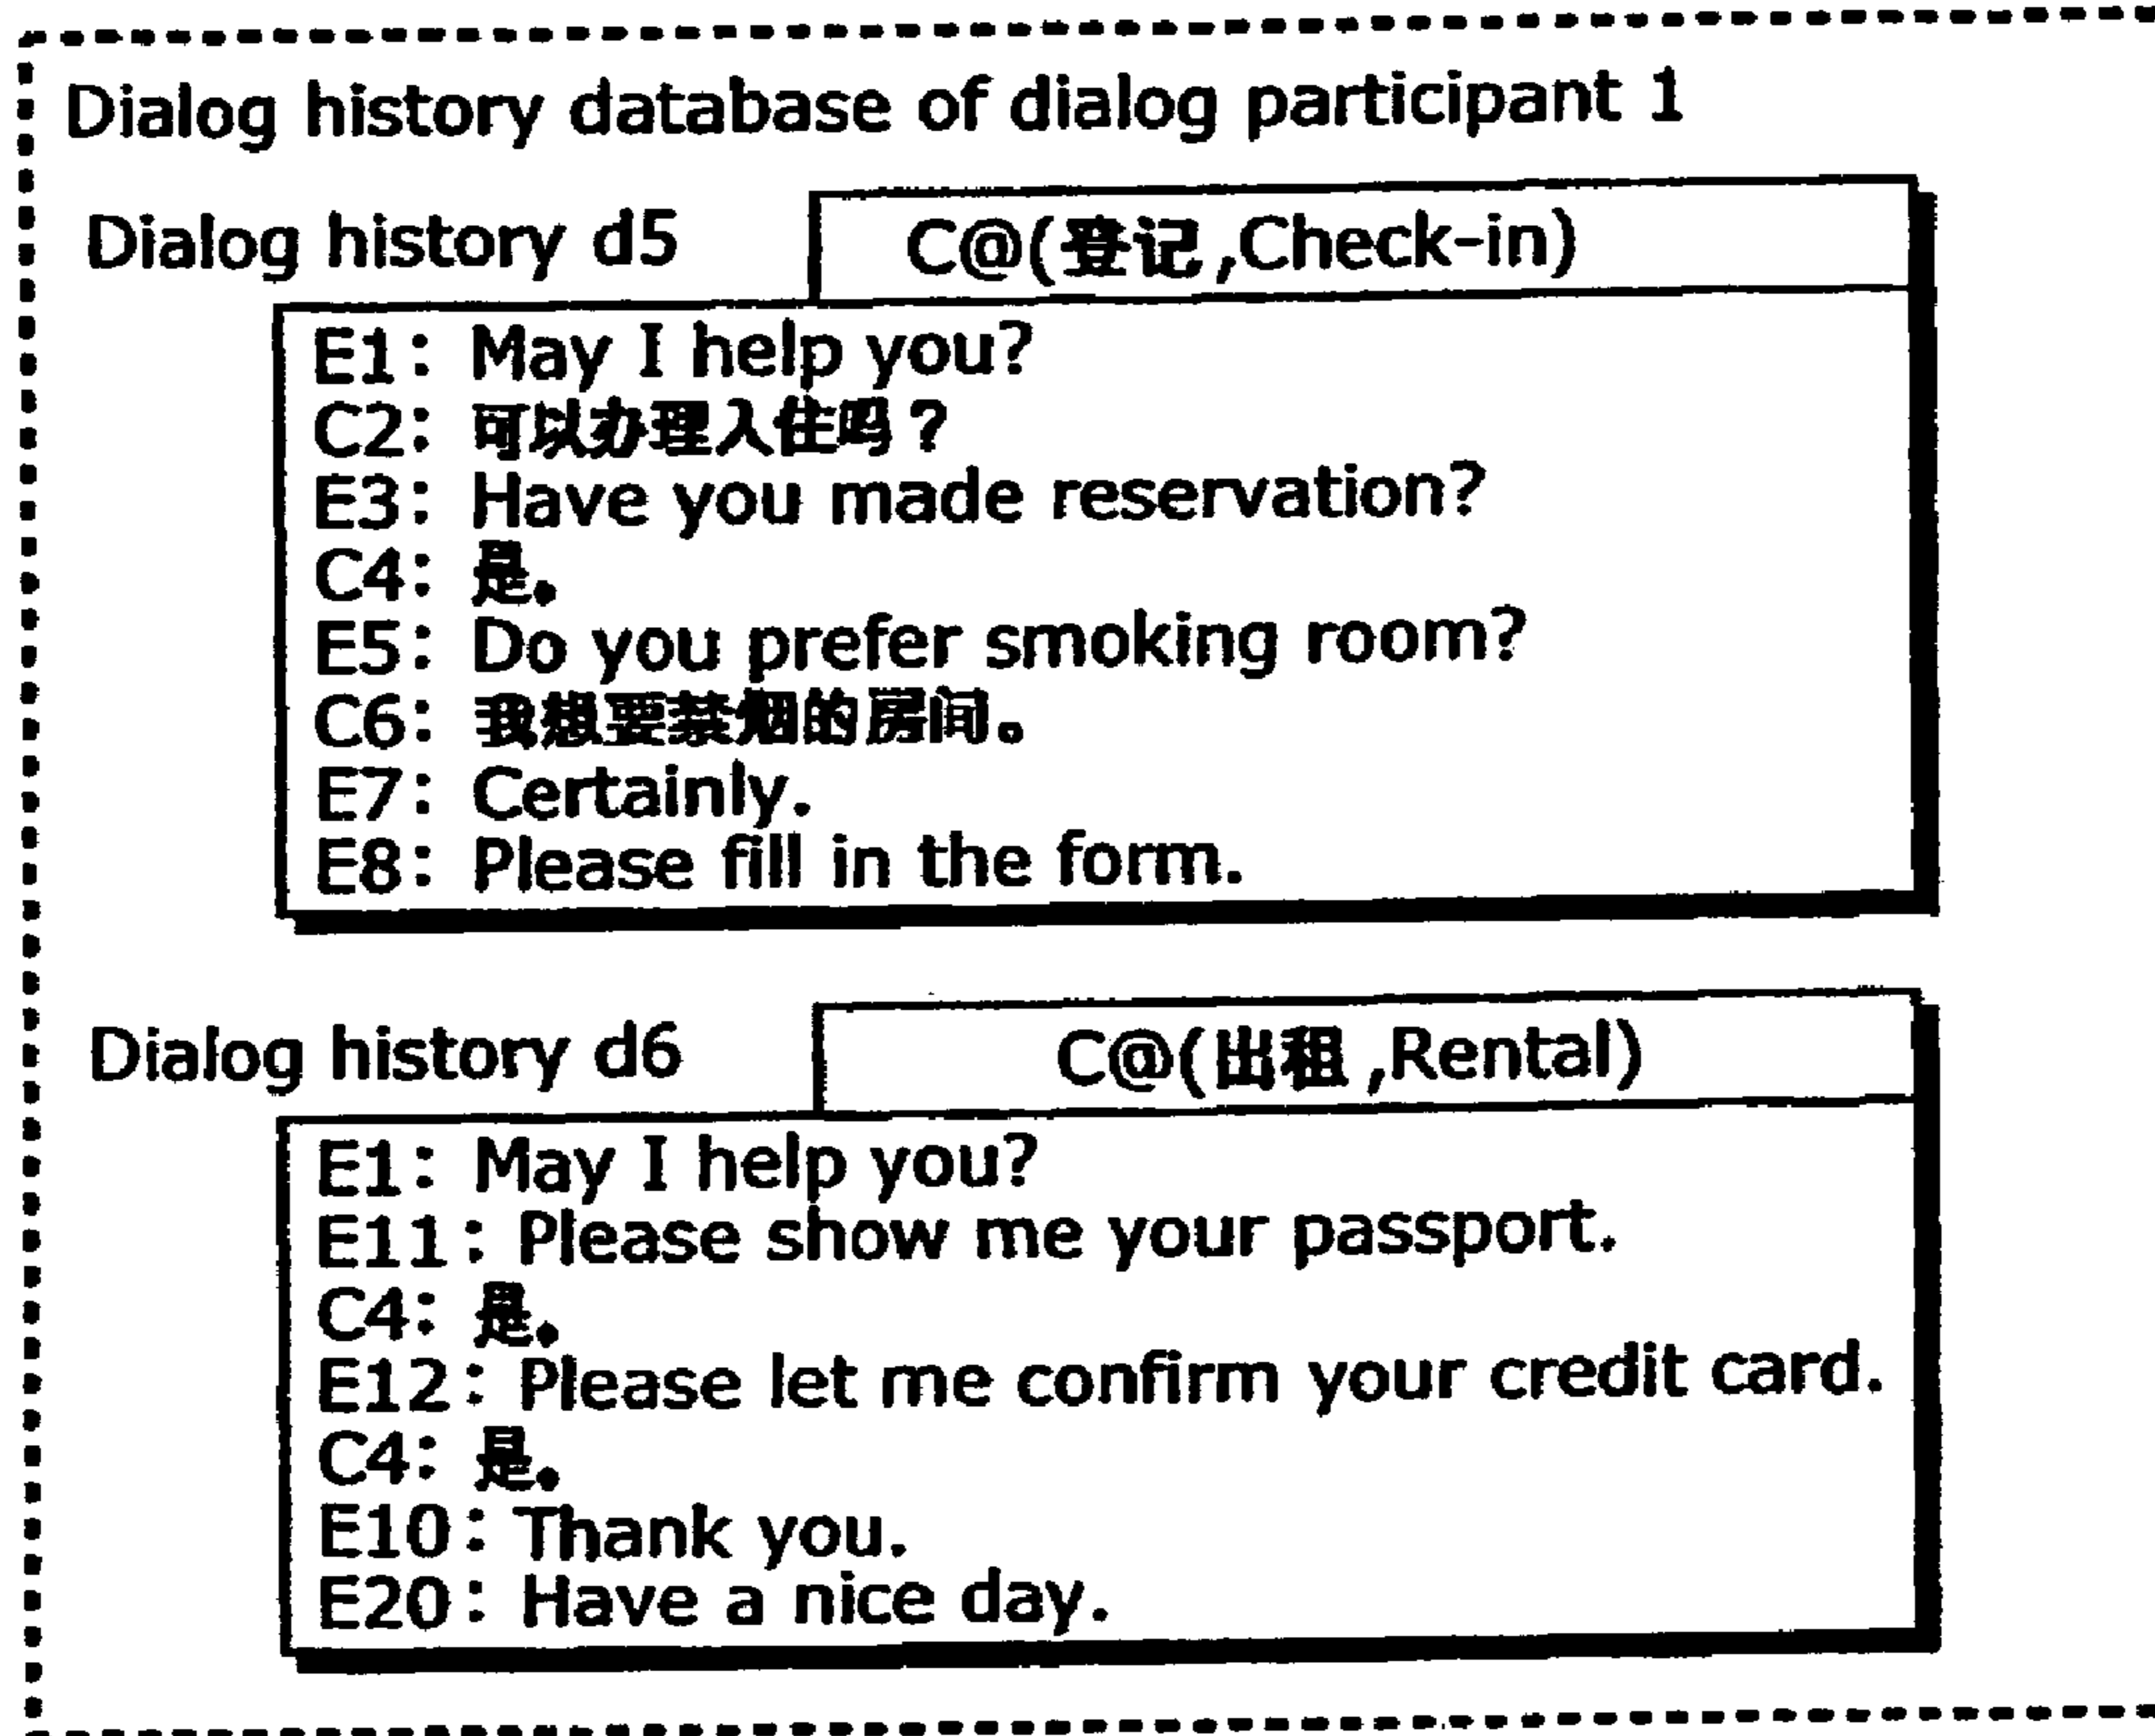 Dialog history database of dialog participant 1
Dialog history d5
C@(登记,Check-in)
E1: May I help you?
C2: 可以办理入住吗?
E3: Have you made reservation?
C4: 是.
E5: Do you prefer smoking room?
C6: 我想要禁烟的房间。
E7: Certainly.
E8: Please fill in the form.
Dialog history d6
C@(出租,Rental)
E1: May I help you?
E11: Please show me your passport.
C4: 是.
E12: Please let me confirm your credit card.
C4: 是.
E10: Thank you.
E20: Have a nice day.